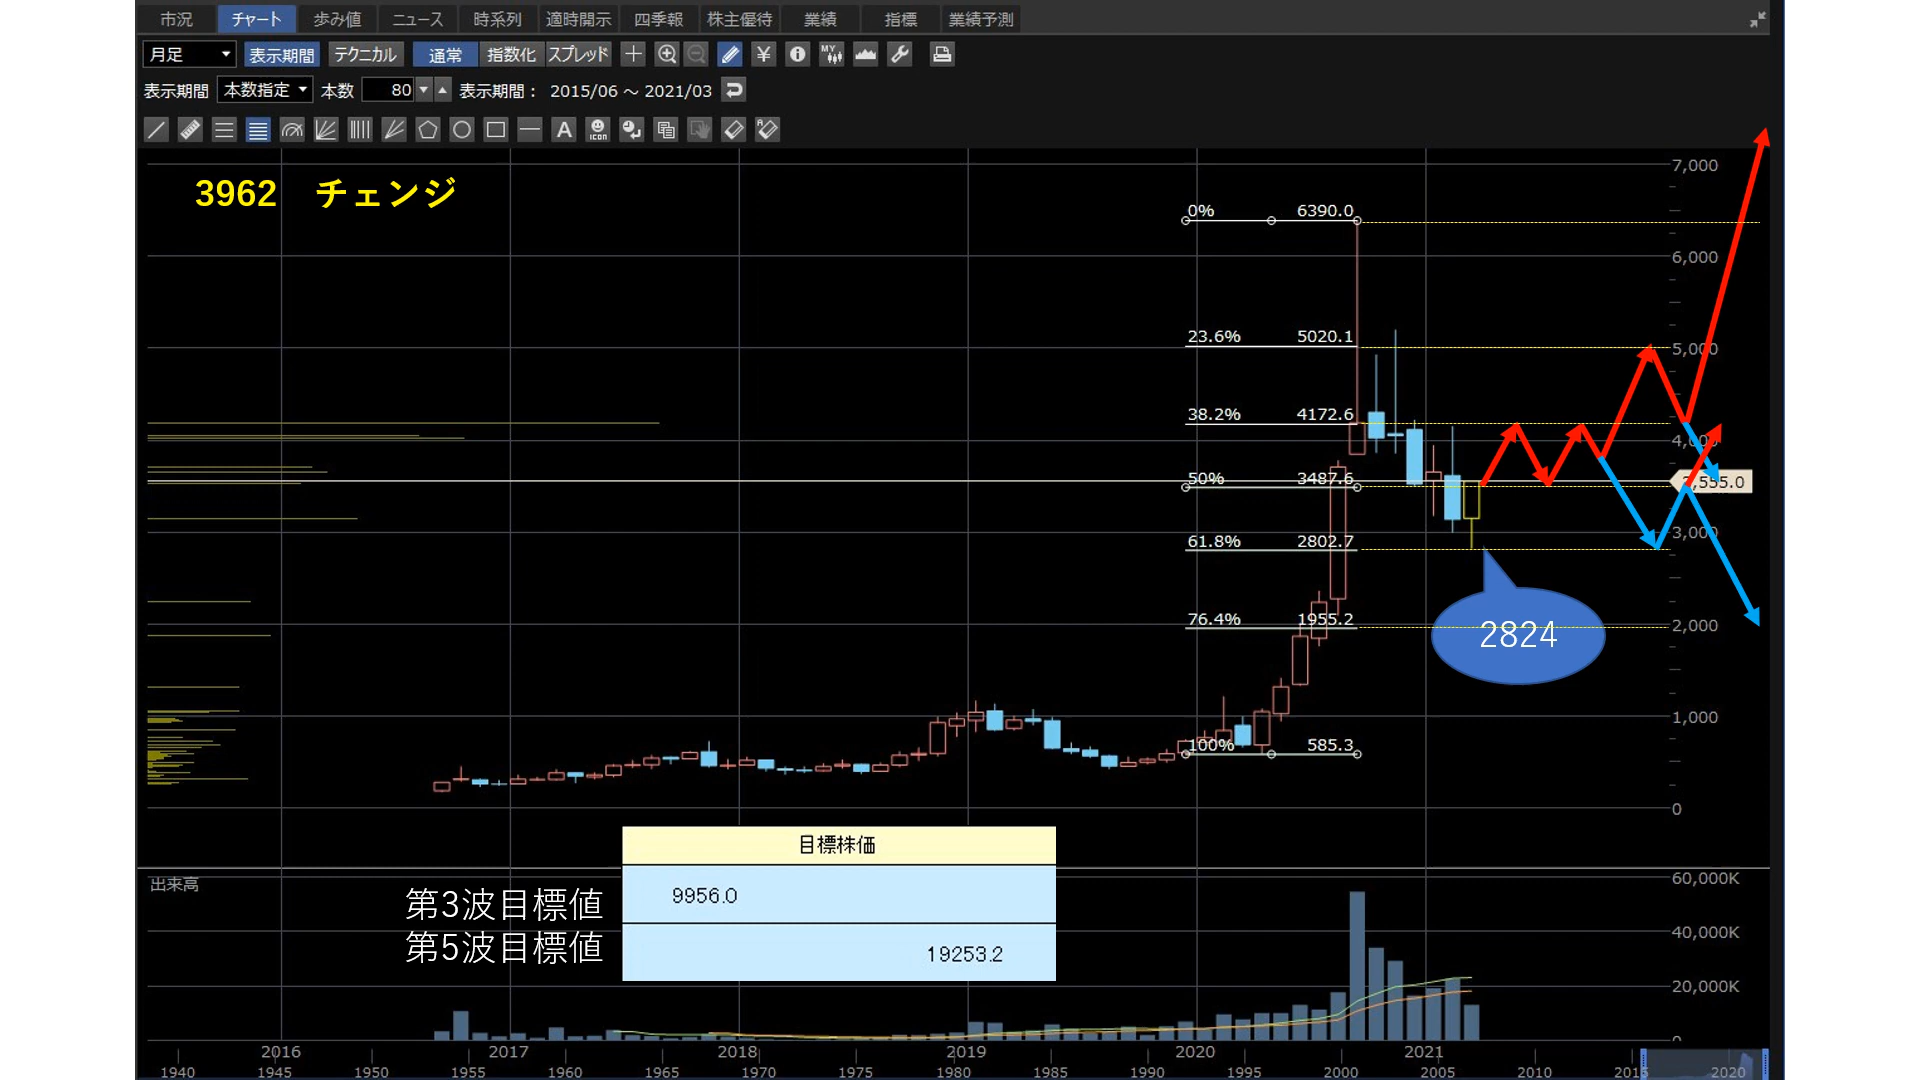 市況 チャート 歩み値 ニュース 時系列 適時開示 四季報 株主優待 業績 指標 業績予測
月足 表示期間 テクニカル 通常 指数化 スプレッド ¥ MY
表示期間 本数指定 本数 80 表示期間： 2015/06 ～ 2021/03
A ICON
3962 チェンジ
7,000
0% 6390.0
6,000
23.6% 5020.1
5,000
38.2% 4172.6
4,000
50% 3487.6
3,555.0
3,000
61.8% 2802.7
76.4% 1955.2
2,000
2824
1,000
100% 585.3
0
目標株価
出来高
60,000K
第3波目標値 9956.0
40,000K
第5波目標値 19253.2
20,000K
0
2016 2017 2018 2019 2020 2021
1940 1945 1950 1955 1960 1965 1970 1975 1980 1985 1990 1995 2000 2005 2010 2015 2020